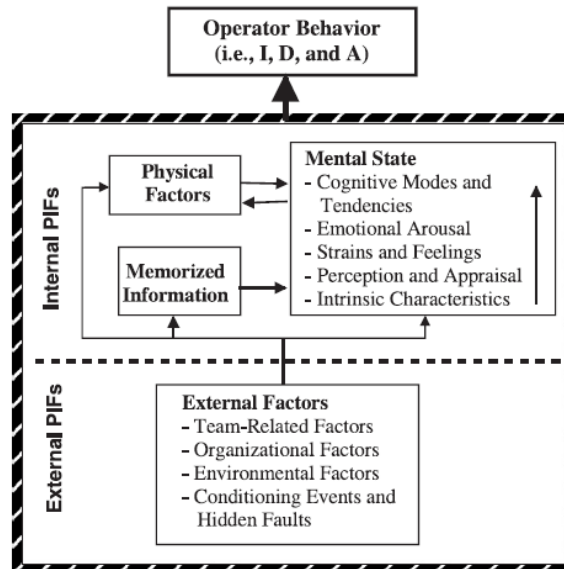 Operator Behavior
(i.e., I, D, and A)
Internal PIFs
Physical
Factors
Memorized
Information
Mental State
- Cognitive Modes and
Tendencies
- Emotional Arousal
- Strains and Feelings
- Perception and Appraisal
- Intrinsic Characteristics
External PIFs
External Factors
- Team-Related Factors
- Organizational Factors
- Environmental Factors
- Conditioning Events and
Hidden Faults